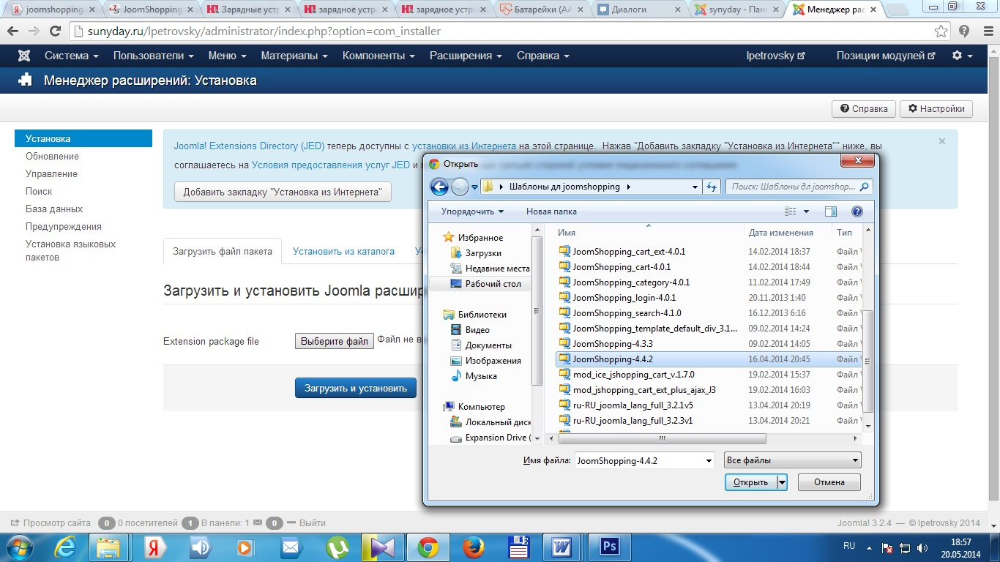 joomshopping
JoomShopping
Зарядные устр
зарядное устр
зарядное устро
Батарейки (АА
Диалоги
synyday - Пан
Менеджер рас
sunyday.ru/lpetrovsky/administrator/index.php?option=com_installer
Система Пользователи Меню Материалы Компоненты Расширения Справка lpetrovsky Позиции модулей
Менеджер расширений: Установка
Справка Настройки
Установка
Обновление
Управление
Поиск
База данных
Предупреждения
Установка языковых
пакетов
Joomla! Extensions Directory (JED) теперь доступны с установки из Интернета на этой странице. Нажав "Добавить закладку "Установка из Интернета"" ниже, вы
соглашаетесь на Условия предоставления услуг JED и
Добавить закладку "Установка из Интернета"
Загрузить файл пакета Установить из каталога
Загрузить и установить Joomla расшир
Extension package file Выберите файл Файл не в
Загрузить и установить
Открыть
Шаблоны дл joomshopping
Поиск: Шаблоны дл joomshop...
Упорядочить Новая папка
Избранное
Загрузки
Недавние места
Рабочий стол
Библиотеки
Видео
Документы
Изображения
Музыка
Компьютер
Локальный диск
Expansion Drive (
Имя Дата изменения Тип
JoomShopping_cart_ext-4.0.1 14.02.2014 18:37 Файл
JoomShopping_cart-4.0.1 14.02.2014 18:44 Файл
JoomShopping_category-4.0.1 11.02.2014 17:49 Файл
JoomShopping_login-4.0.1 20.11.2013 1:40 Файл
JoomShopping_search-4.1.0 16.12.2013 6:16 Файл
JoomShopping_template_default_div_3.1... 09.02.2014 14:24 Файл
JoomShopping-4.3.3 09.02.2014 14:05 Файл
JoomShopping-4.4.2 16.04.2014 20:45 Файл
mod_ice_jshopping_cart_v.1.7.0 19.02.2014 15:37 Файл
mod_jshopping_cart_ext_plus_ajax_J3 19.02.2014 16:03 Файл
ru-RU_joomla_lang_full_3.2.1v5 13.04.2014 20:19 Файл
ru-RU_joomla_lang_full_3.2.3v1 13.04.2014 20:21 Файл
Имя файла: JoomShopping-4.4.2 Все файлы
Открыть Отмена
Просмотр сайта 0 0 посетителей 1 В панели: 1 0 Выйти
Joomla! 3.2.4 — © lpetrovsky 2014
RU
18:57
20.05.2014